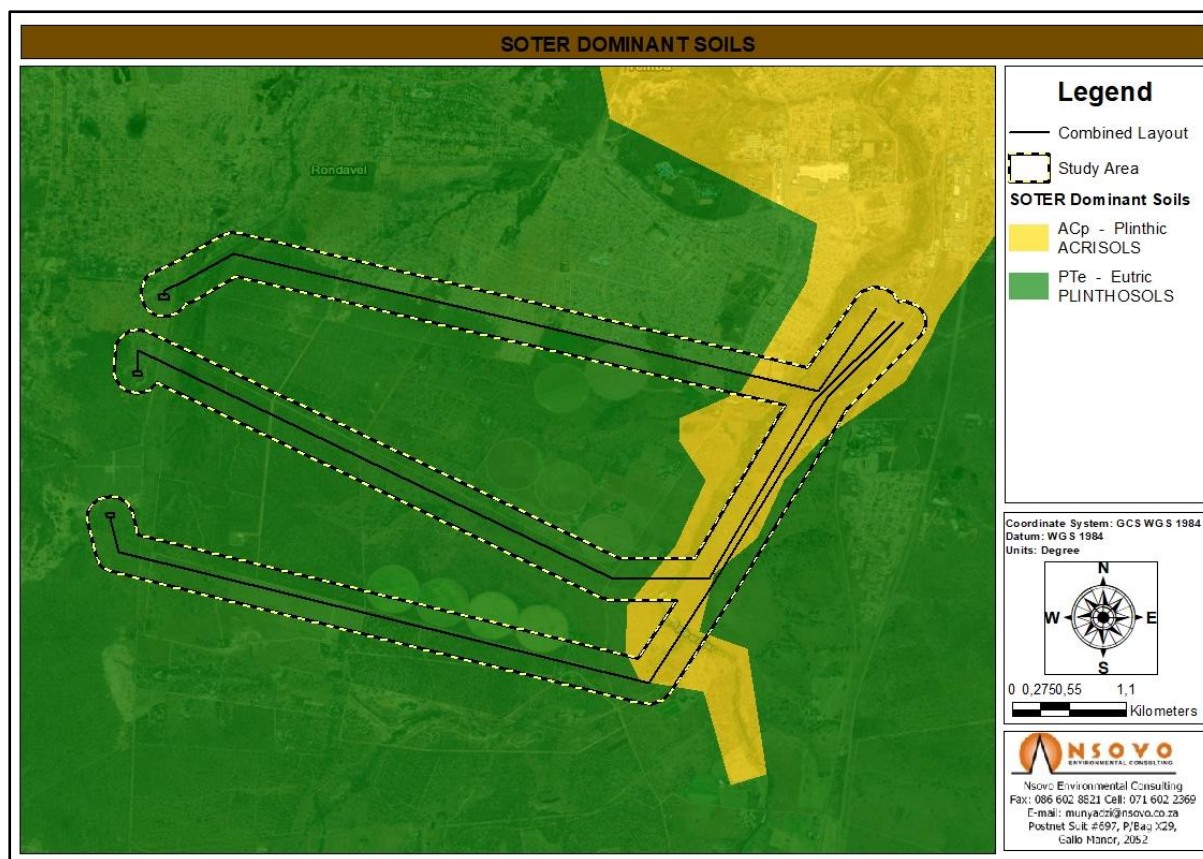 SOTER DOMINANT SOILS
Rondavel
Legend
Combined Layout
Study Area
SOTER Dominant Soils
ACp - Plinthic
ACRISOLS
PTe - Eutric
PLINTHOSOLS
Coordinate System: GCS WGS 1984
Datum: WGS 1984
Units: Degree
N
W E
S
0 0,2750,55 1,1
Kilometers
NSOVO
ENVIRONMENTAL CONSULTING
Nsovo Environmental Consulting
Fax: 086 602 8821 Cell: 071 602 2369
E-mail: munyadzi@nsovo.co.za
Postnet Suit #697, P/Bag X29,
Gallo Manor, 2052